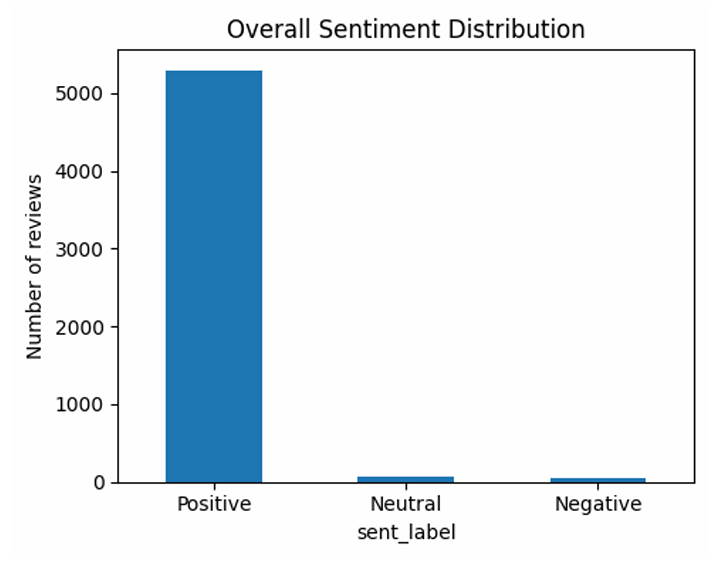 Overall Sentiment Distribution
Number of reviews
5000
4000
3000
2000
1000
0
Positive Neutral Negative
sent_label